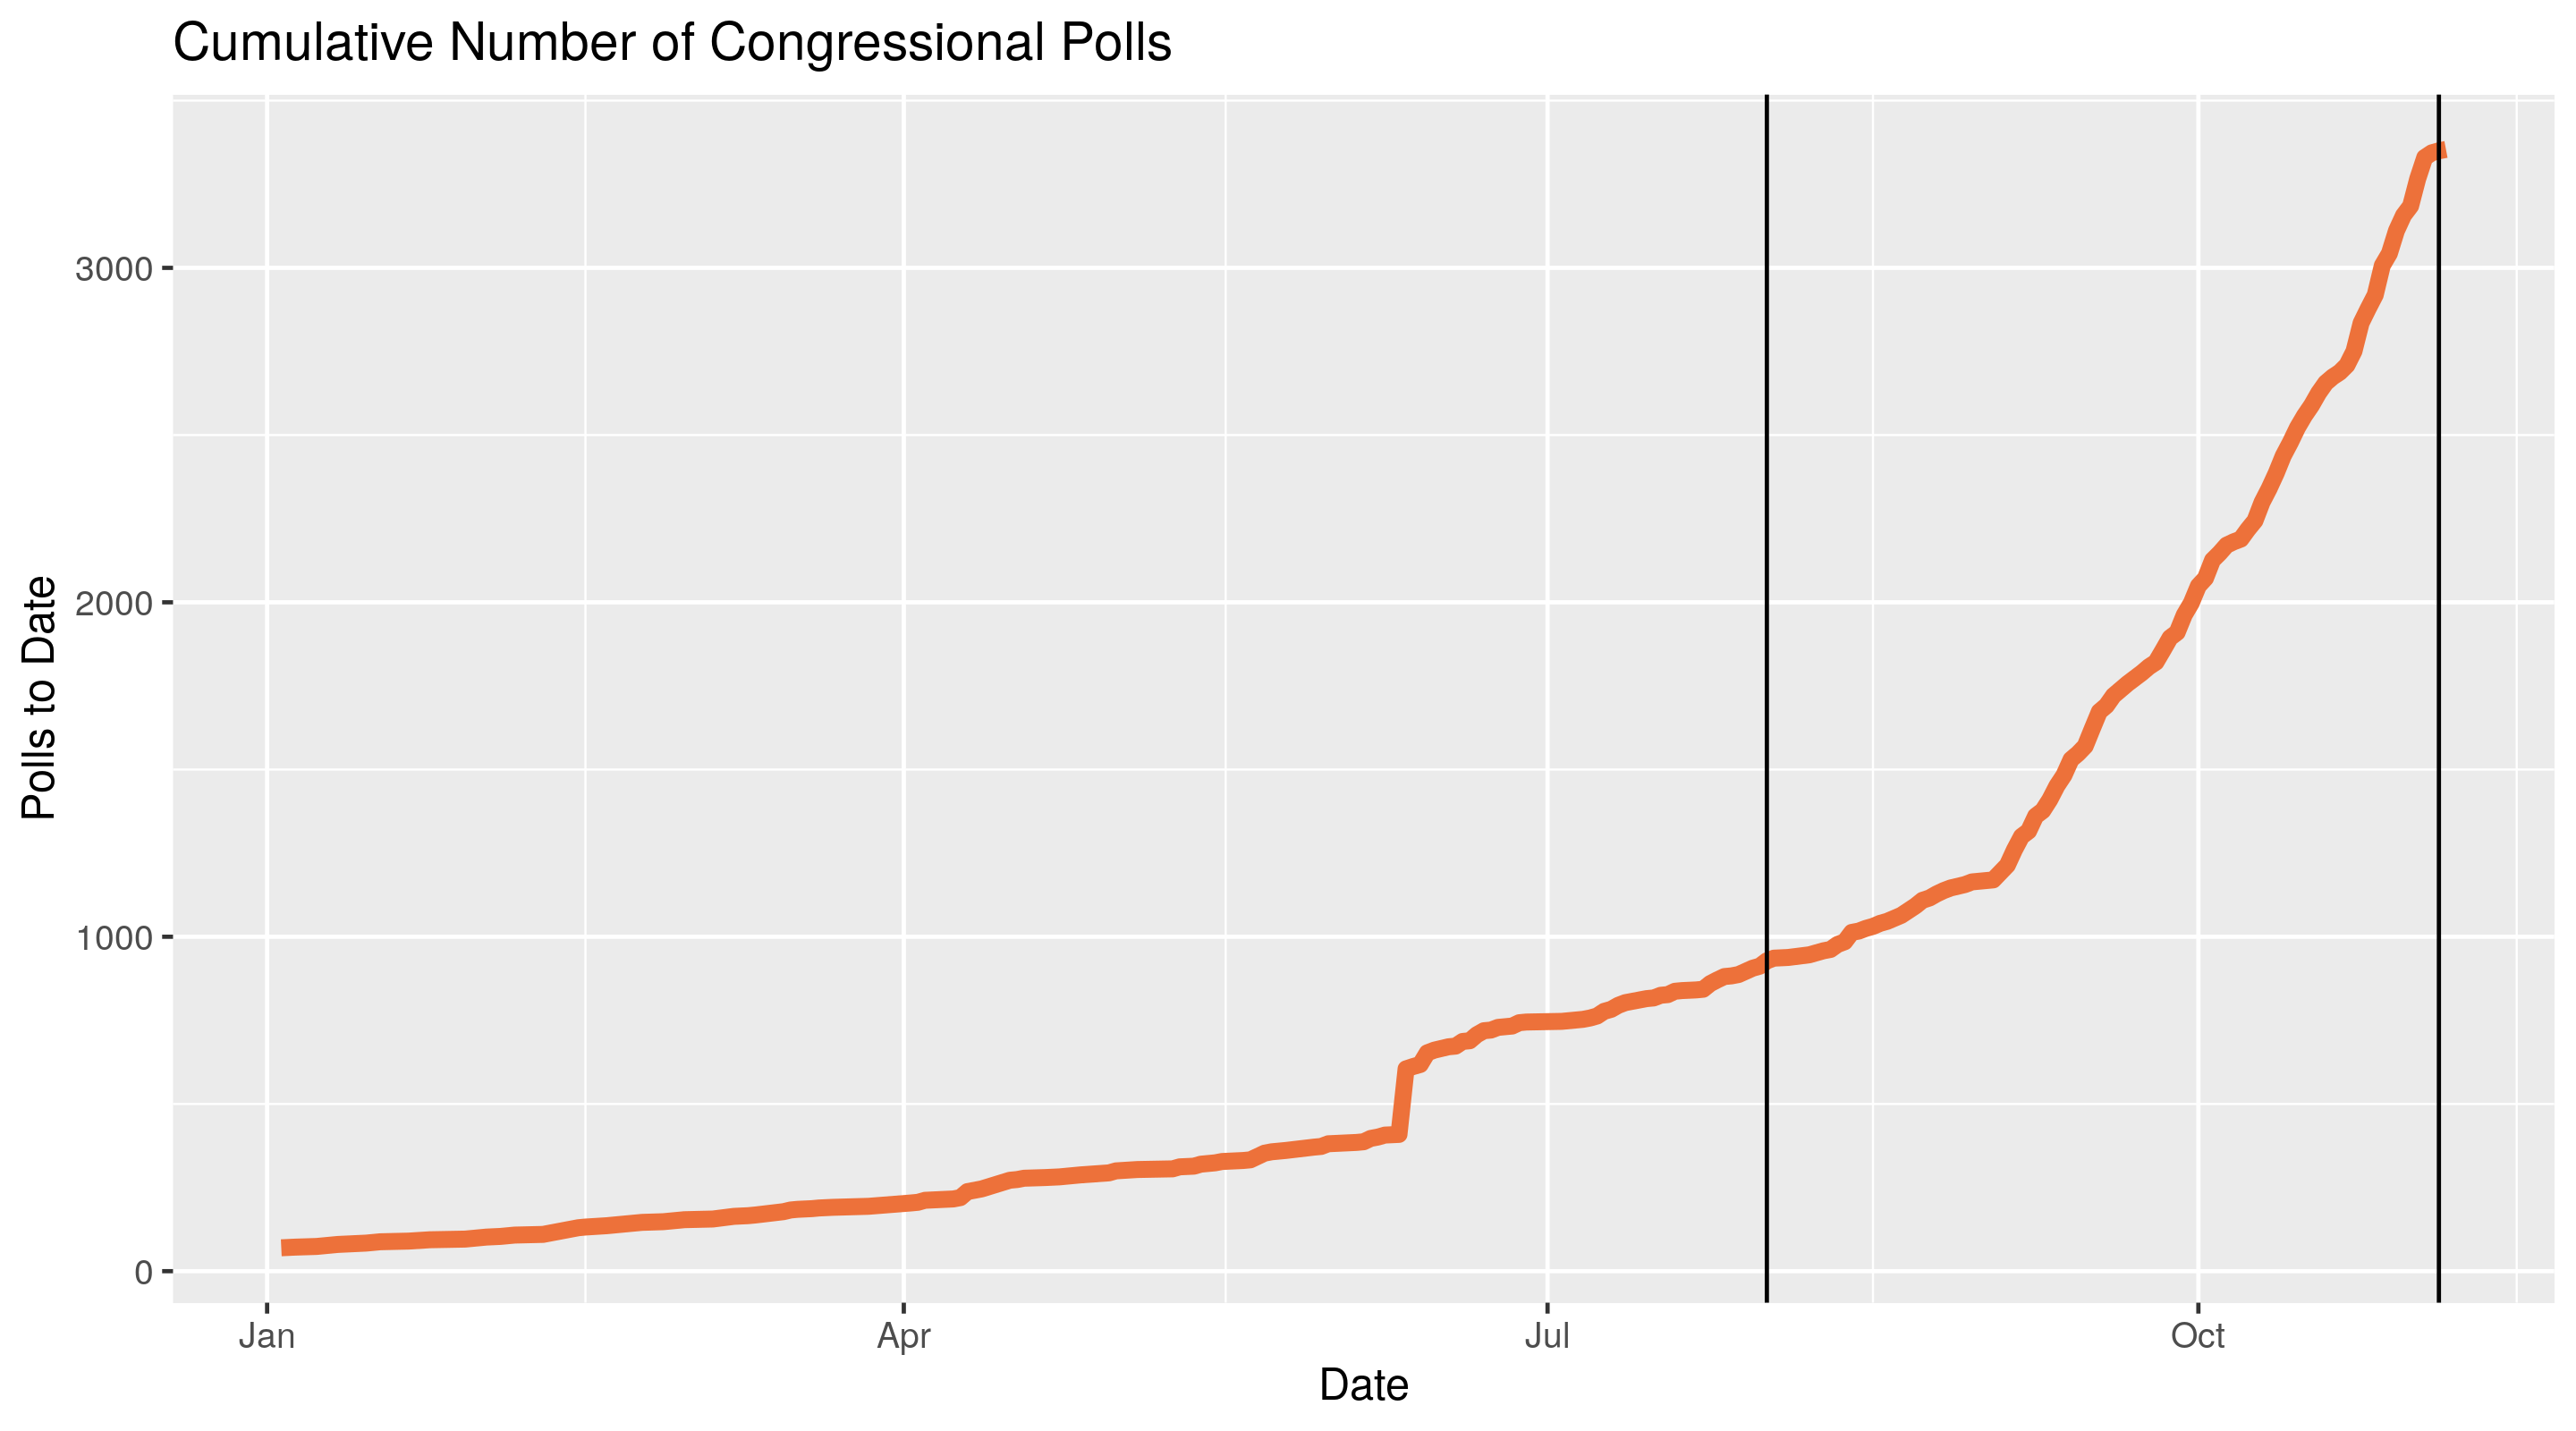 Cumulative Number of Congressional Polls
Polls to Date
3000
2000
1000
0
Jan
Apr
Jul
Oct
Date